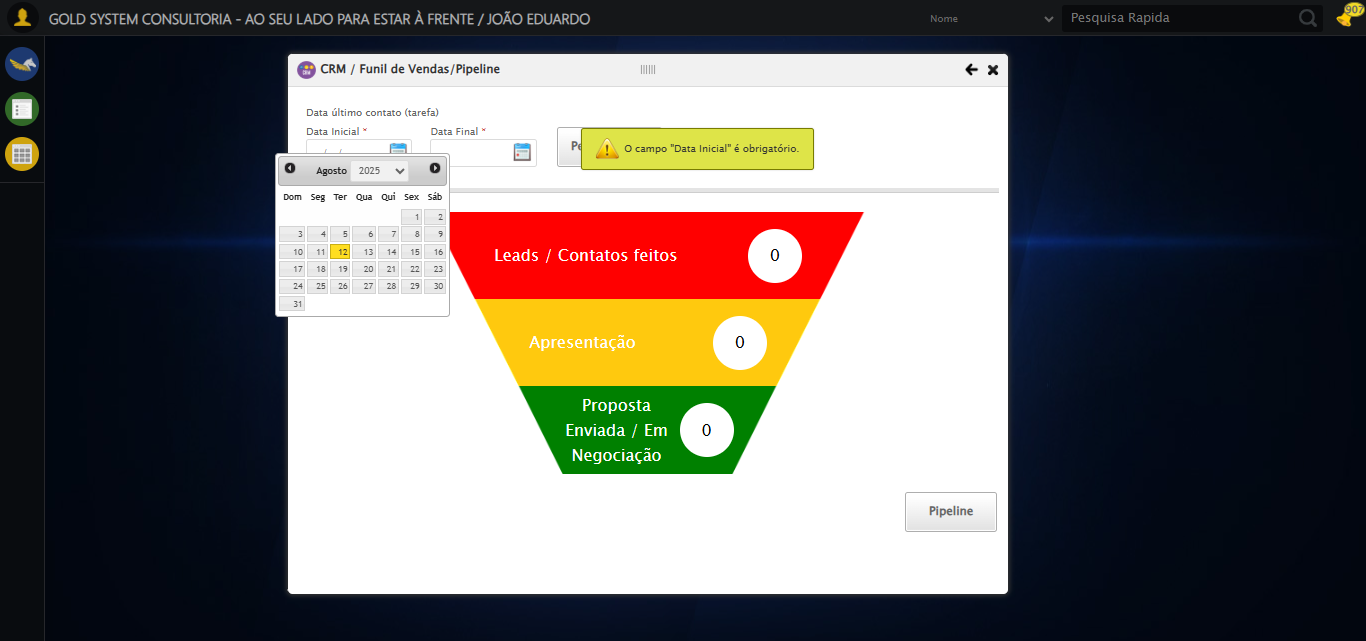 GOLD SYSTEM CONSULTORIA - AO SEU LADO PARA ESTAR À FRENTE / JOÃO EDUARDO
Nome
Pesquisa Rapida
907
CRM / Funil de Vendas/Pipeline
Data último contato (tarefa)
Data Inicial *
Data Final *
_/_/_
Pe
O campo "Data Inicial" é obrigatório.
Agosto 2025
Dom Seg Ter Qua Qui Sex Sáb
1 2
3 4 5 6 7 8 9
10 11 12 13 14 15 16
17 18 19 20 21 22 23
24 25 26 27 28 29 30
31
Leads / Contatos feitos 0
Apresentação 0
Proposta
Enviada / Em 0
Negociação
Pipeline